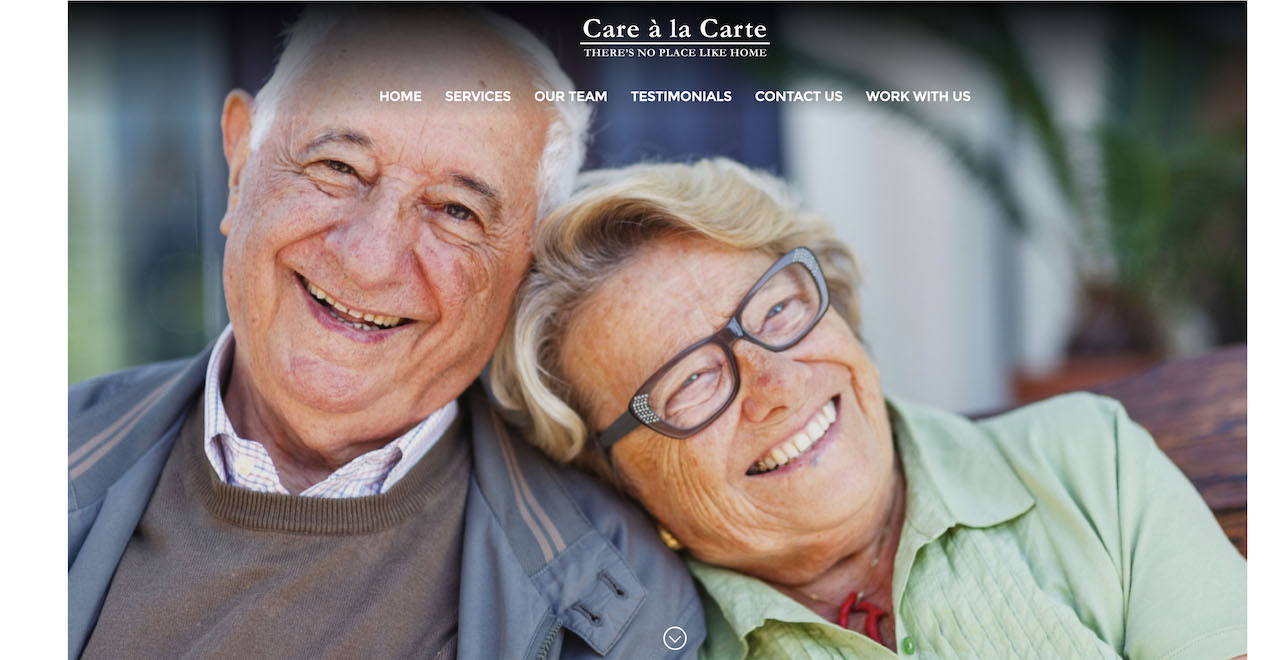 Care à la Carte
THERE'S NO PLACE LIKE HOME
HOME SERVICES OUR TEAM TESTIMONIALS CONTACT US WORK WITH US